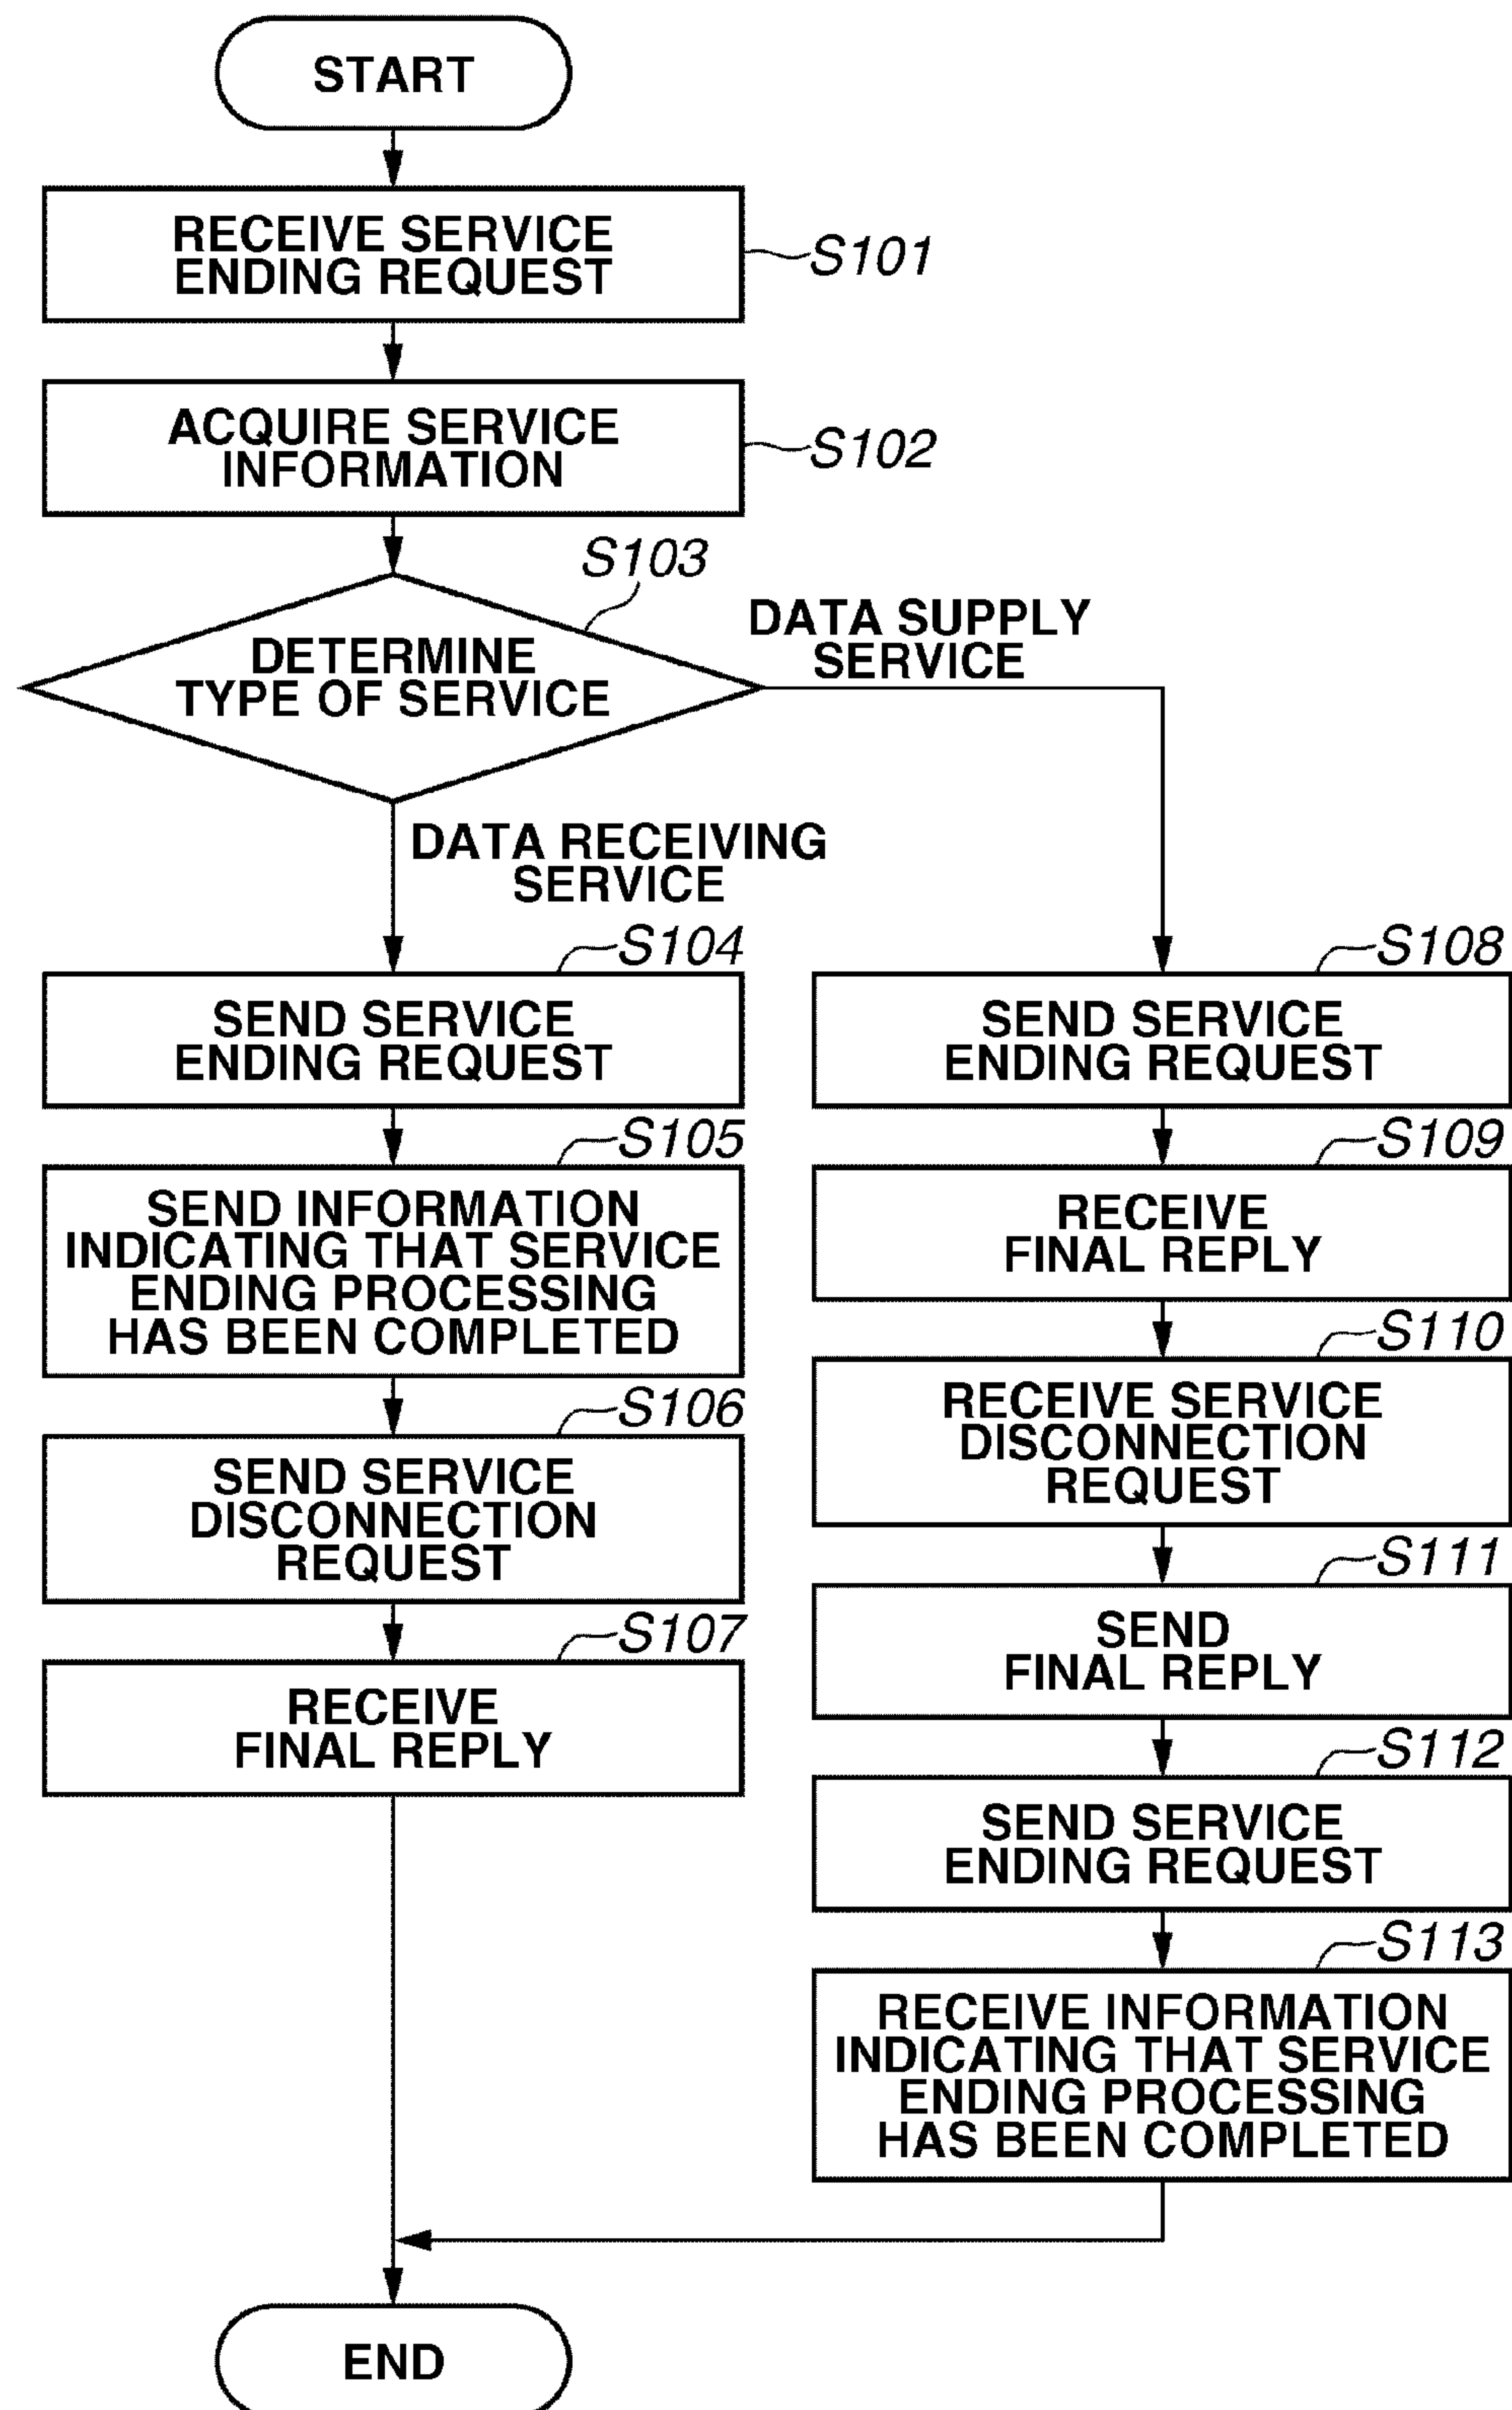 START
RECEIVE SERVICE
ENDING REQUEST
S101
ACQUIRE SERVICE
INFORMATION
S102
S103
DETERMINE
TYPE OF SERVICE
DATA SUPPLY
SERVICE
DATA RECEIVING
SERVICE
S104
SEND SERVICE
ENDING REQUEST
S105
SEND INFORMATION
INDICATING THAT SERVICE
ENDING PROCESSING
HAS BEEN COMPLETED
S106
SEND SERVICE
DISCONNECTION
REQUEST
S107
RECEIVE
FINAL REPLY
S108
SEND SERVICE
ENDING REQUEST
S109
RECEIVE
FINAL REPLY
S110
RECEIVE SERVICE
DISCONNECTION
REQUEST
S111
SEND
FINAL REPLY
S112
SEND SERVICE
ENDING REQUEST
S113
RECEIVE INFORMATION
INDICATING THAT SERVICE
ENDING PROCESSING
HAS BEEN COMPLETED
END